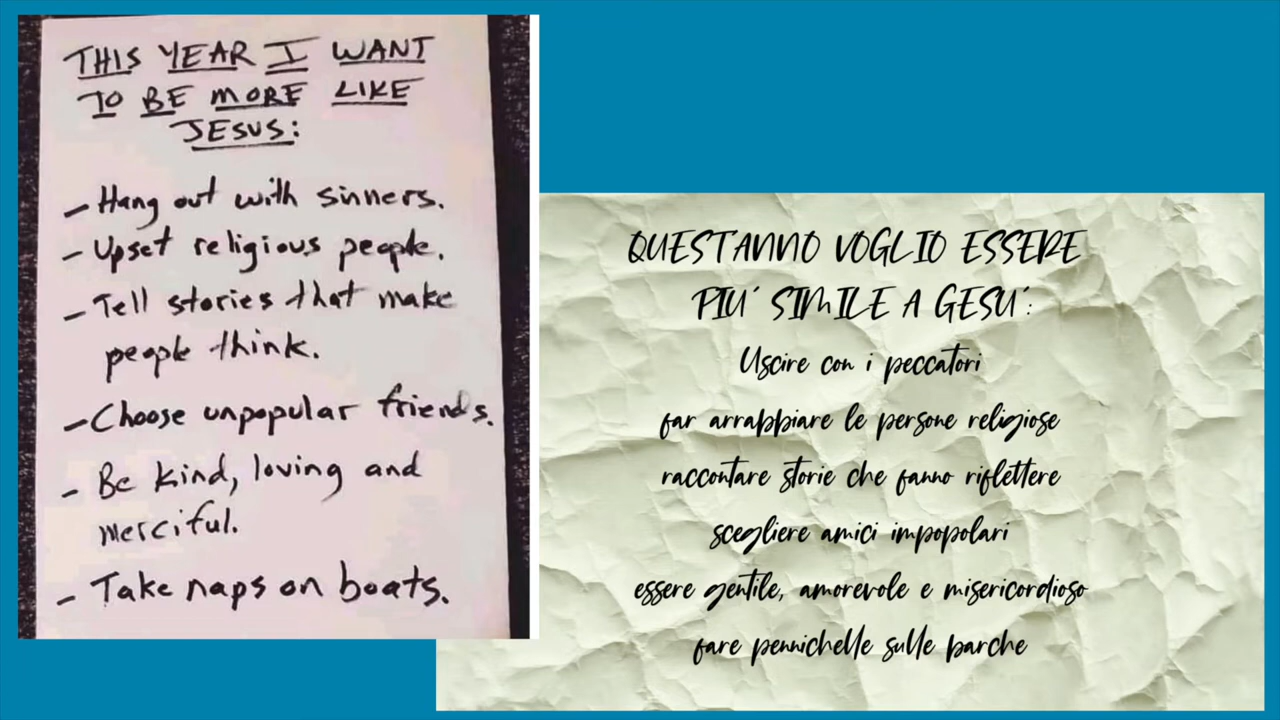 THIS YEAR I WANT
TO BE MORE LIKE
JESUS:
- Hang out with sinners.
- Upset religious people.
- Tell stories that make
people think.
- Choose unpopular friends.
- Be kind, loving and
merciful.
- Take naps on boats.
QUESTANNO VOGLIO ESSERE
PIU´ SIMILE A GESU´:
Uscire con i peccatori
far arrabbiare le persone religiose
raccontare storie che fanno riflettere
scegliere amici impopolari
essere gentile, amorevole e misericordioso
fare pennichelle sulle barche